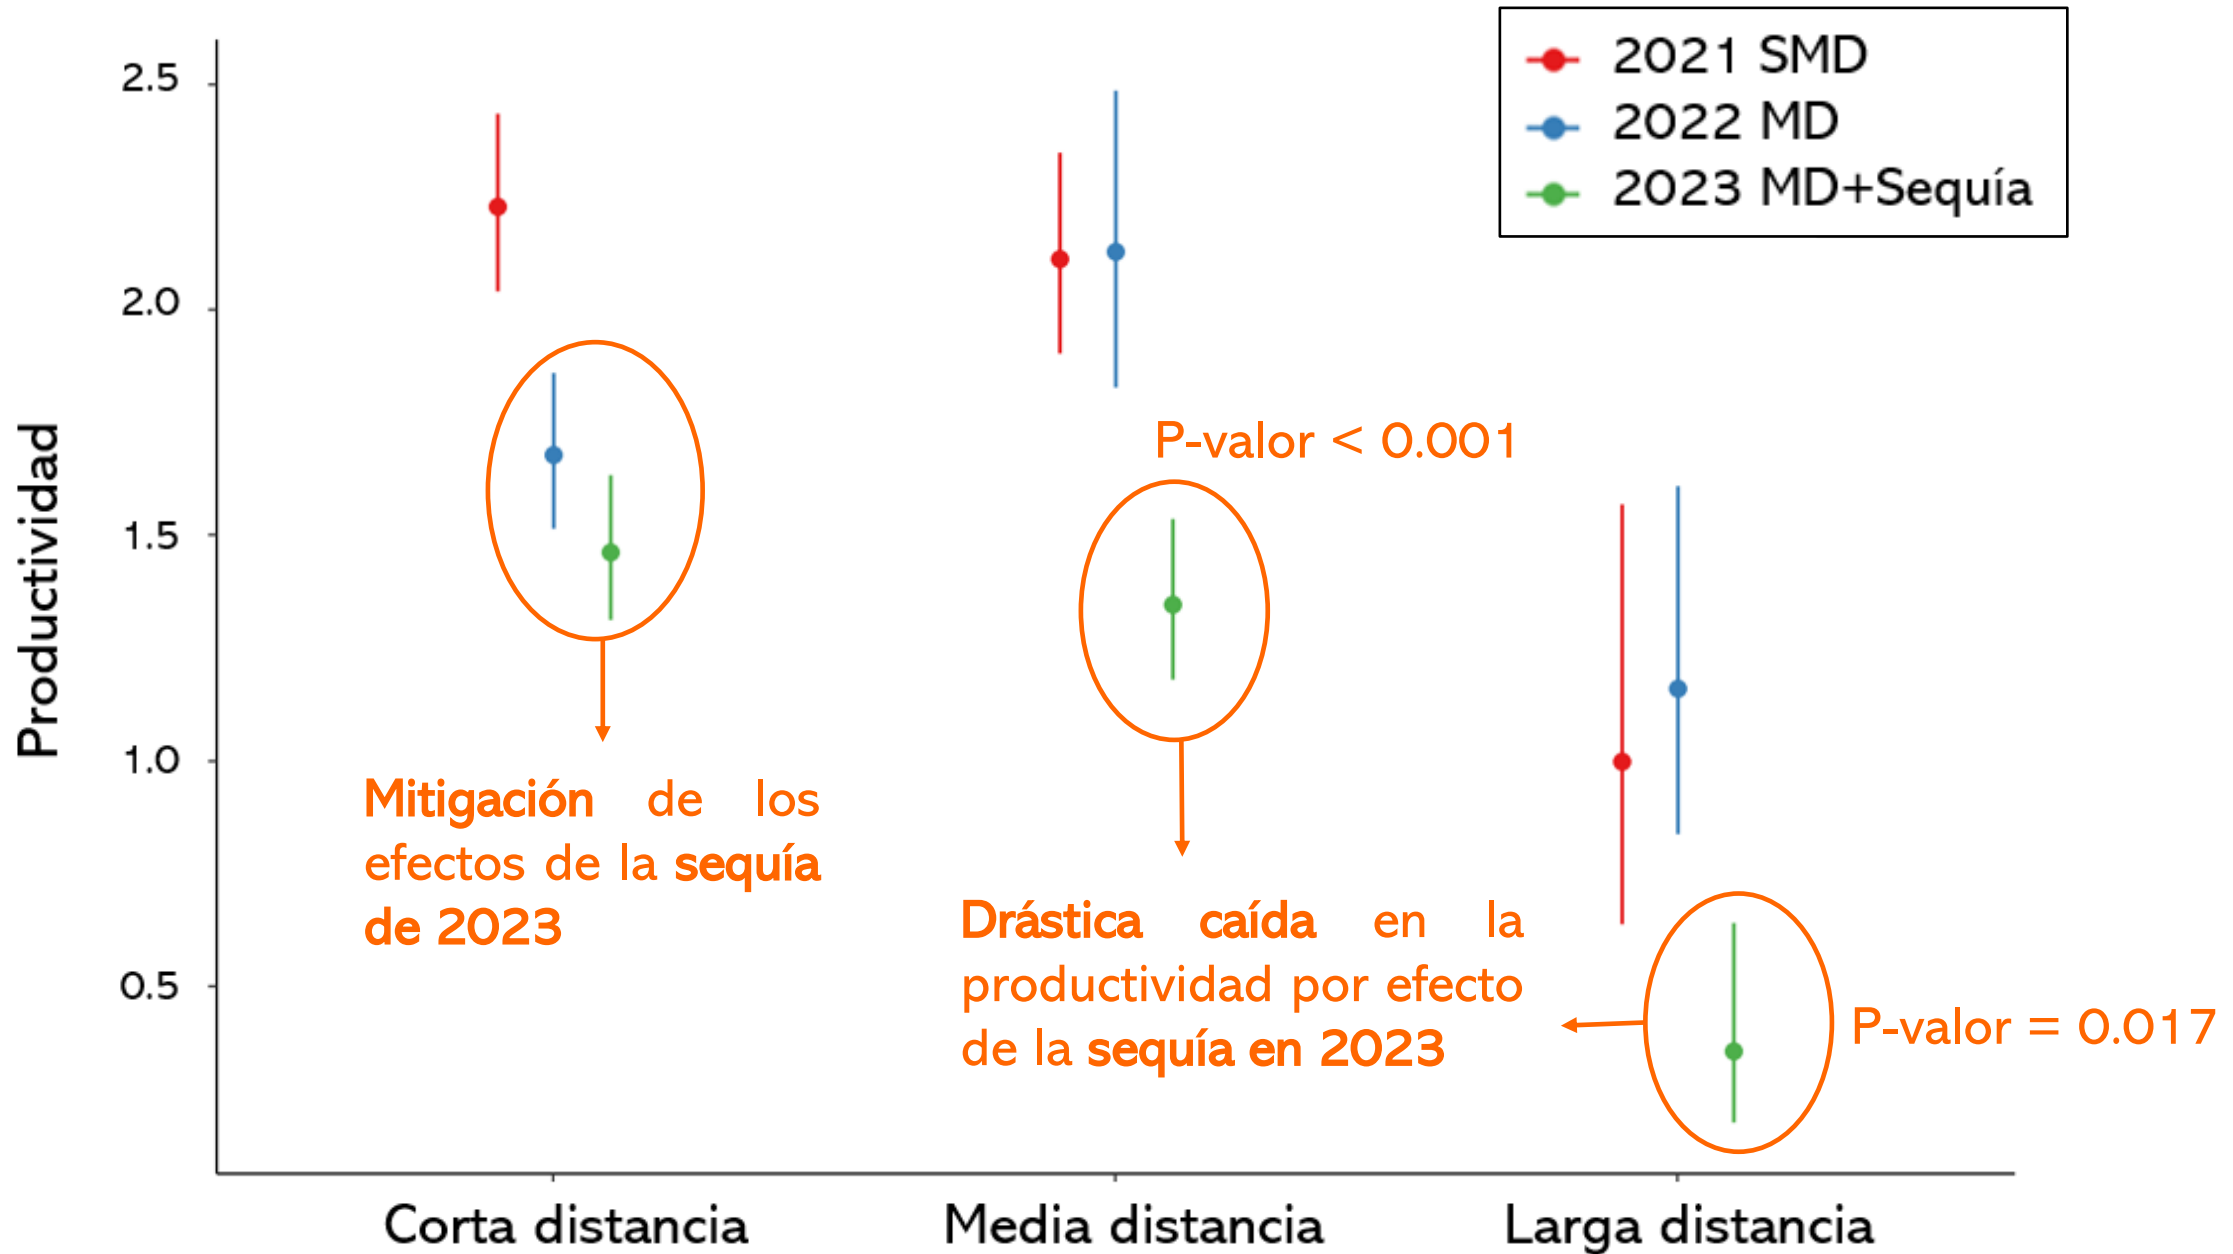 2021 SMD
2022 MD
2023 MD+Sequía
Productividad
2.5
2.0
1.5
1.0
0.5
P-valor < 0.001
Mitigación de los
efectos de la sequía
de 2023
Drástica caída en la
productividad por efecto
de la sequía en 2023
P-valor = 0.017
Corta distancia
Media distancia
Larga distancia